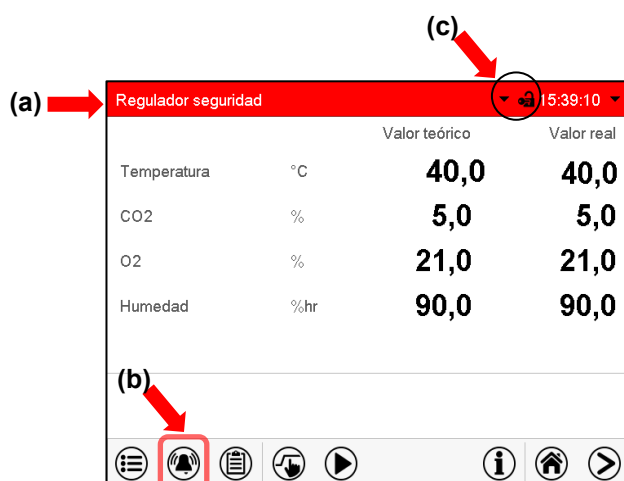 (c)
(a)
Regulador seguridad 15:39:10
Valor teórico Valor real
Temperatura °C 40,0 40,0
CO2 % 5,0 5,0
O2 % 21,0 21,0
Humedad %hr 90,0 90,0
(b)
i